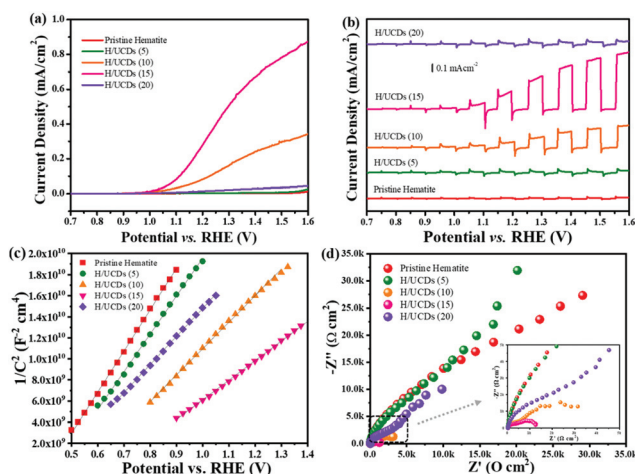 (a)
Pristine Hematite
H/UCDs (5)
H/UCDs (10)
H/UCDs (15)
H/UCDs (20)
Current Density (mA/cm²)
0.8
0.6
0.4
0.2
0.0
0.7 0.8 0.9 1.0 1.1 1.2 1.3 1.4 1.5 1.6
Potential vs. RHE (V)
(b)
H/UCDs (20)
0.1 mAcm⁻²
H/UCDs (15)
H/UCDs (10)
H/UCDs (5)
Pristine Hematite
Current Density (mA/cm²)
0.7 0.8 0.9 1.0 1.1 1.2 1.3 1.4 1.5 1.6
Potential vs. RHE (V)
(c)
Pristine Hematite
H/UCDs (5)
H/UCDs (10)
H/UCDs (15)
H/UCDs (20)
1/C² (F⁻² cm⁴)
2.0x10¹⁰
1.8x10¹⁰
1.6x10¹⁰
1.4x10¹⁰
1.2x10¹⁰
1.0x10¹⁰
8.0x10⁹
6.0x10⁹
4.0x10⁹
2.0x10⁹
0.5 0.6 0.7 0.8 0.9 1.0 1.1 1.2 1.3 1.4
Potential vs. RHE (V)
(d)
Pristine Hematite
H/UCDs (5)
H/UCDs (10)
H/UCDs (15)
H/UCDs (20)
-Z'' (Ω cm²)
35.0k
30.0k
25.0k
20.0k
15.0k
10.0k
5.0k
0.0
0.0 5.0k 10.0k 15.0k 20.0k 25.0k 30.0k 35.0k
Z' (O cm²)
-Z'' (Ω cm²)
Z' (Ω cm²)